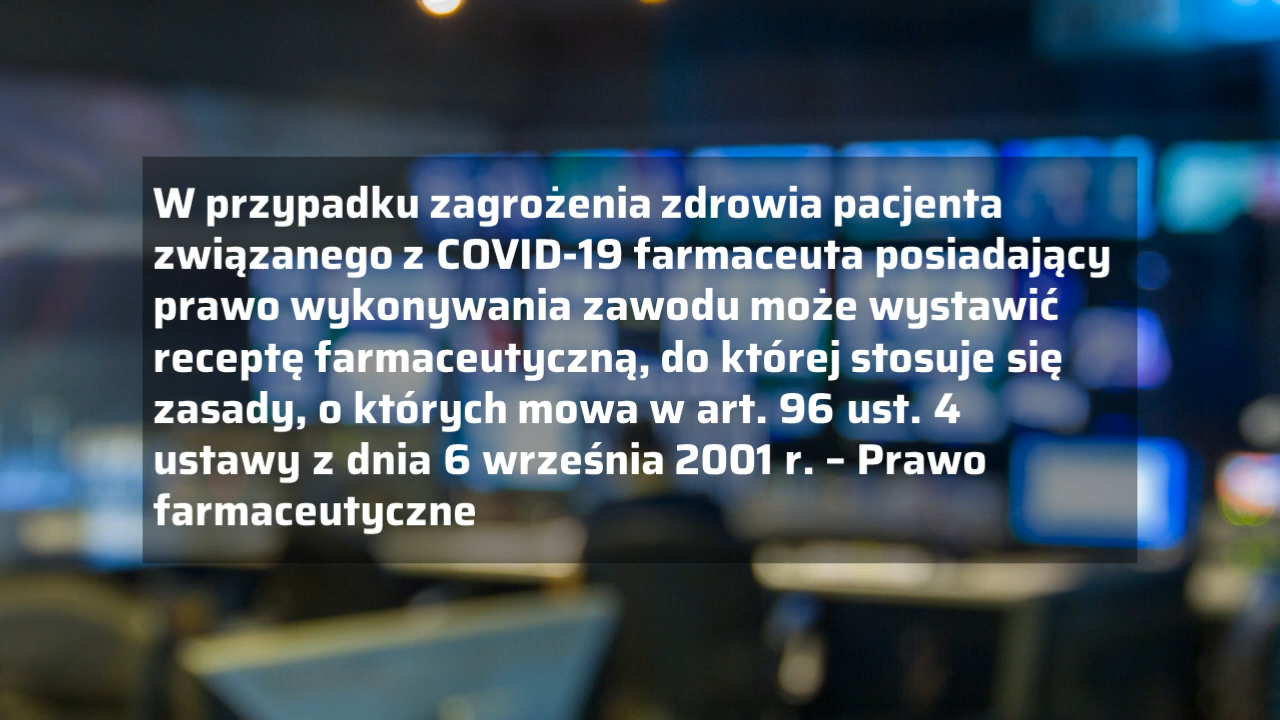 W przypadku zagrożenia zdrowia pacjenta
związanego z COVID-19 farmaceuta posiadający
prawo wykonywania zawodu może wystawić
receptę farmaceutyczną, do której stosuje się
zasady, o których mowa w art. 96 ust. 4
ustawy z dnia 6 września 2001 r. – Prawo
farmaceutyczne